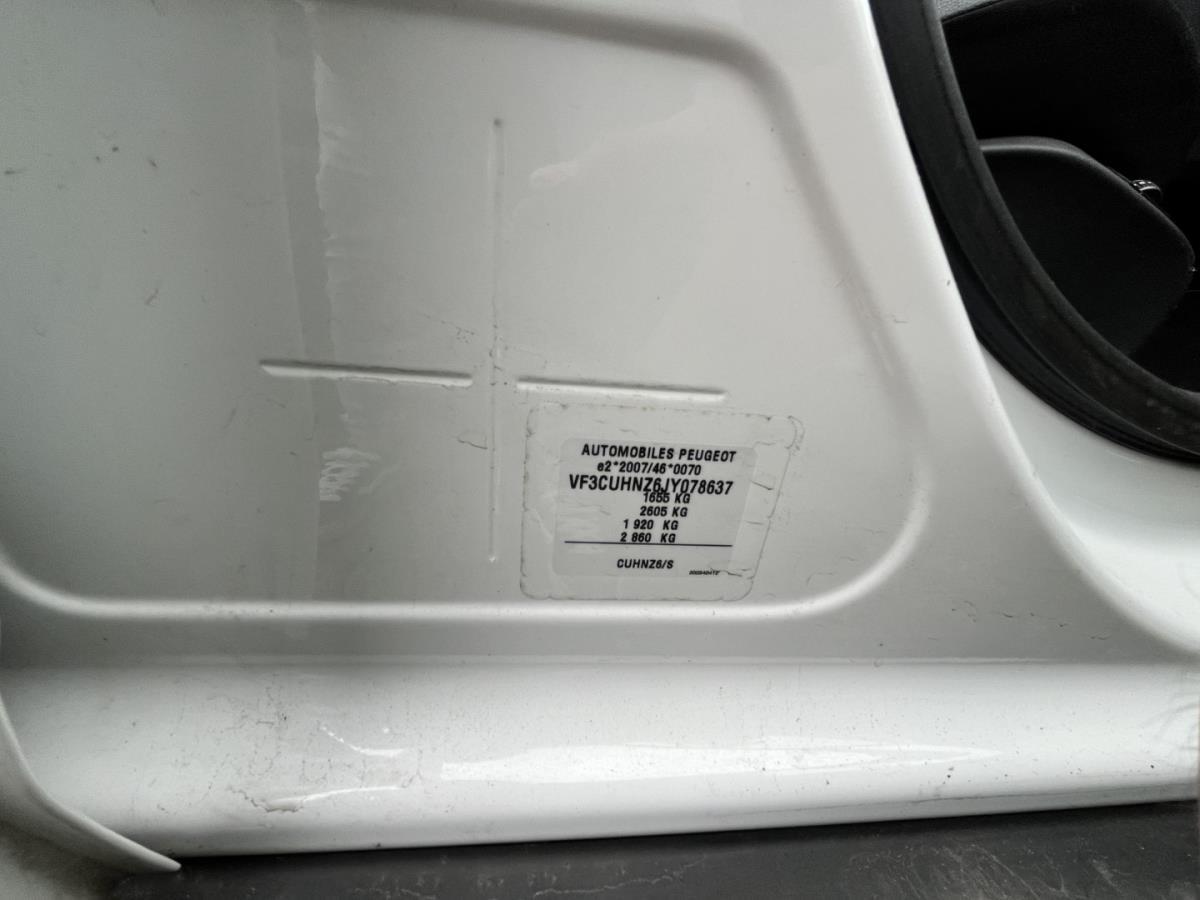 AUTOMOBILES PEUGEOT
e2*2007/46*0070
VF3CUHNZ6JY078637
1655 KG
2605 KG
1 920 KG
2 860 KG
CUHNZ6/S